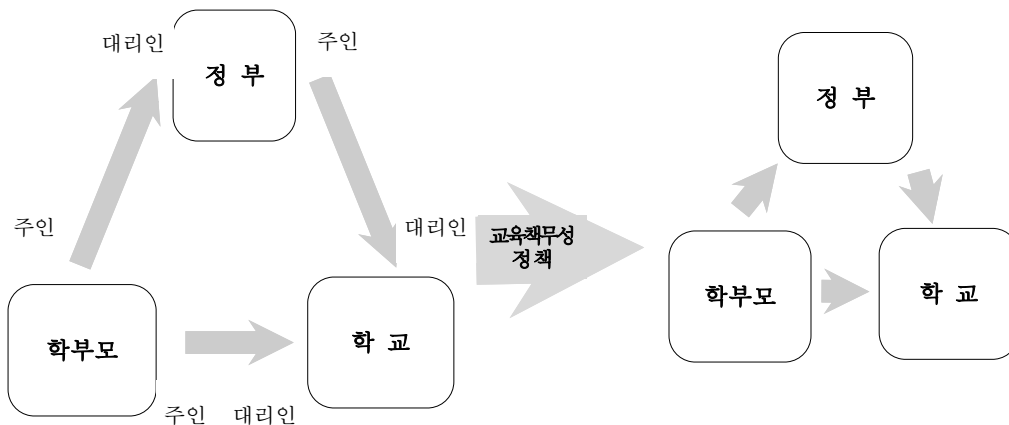 대리인
주인
정 부
주인
대리인
학부모
학 교
주인
대리인
교육책무성
정책
정 부
학부모
학 교